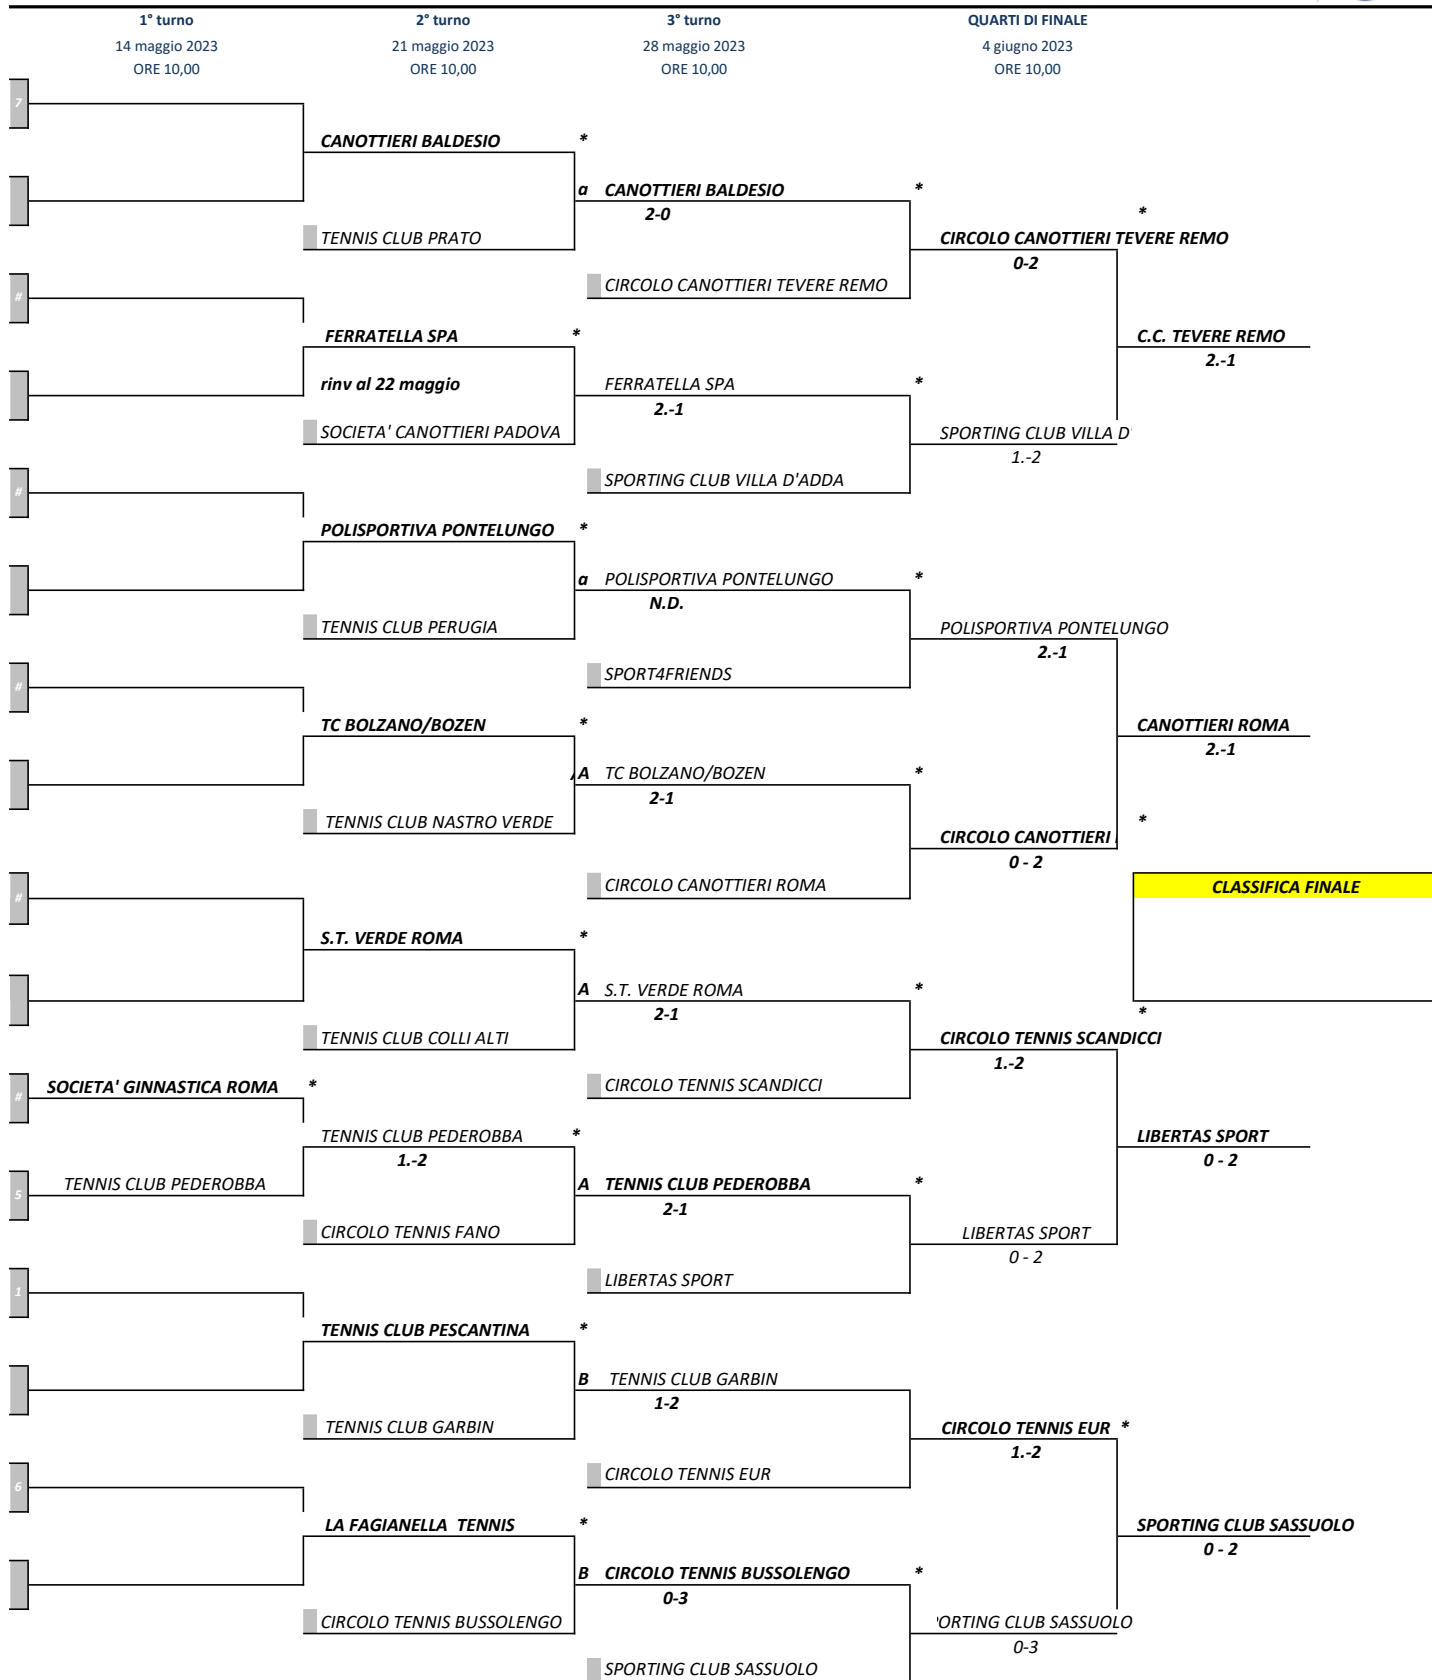 1° turno 2° turno 3° turno QUARTI DI FINALE
14 maggio 2023 21 maggio 2023 28 maggio 2023 4 giugno 2023
ORE 10,00 ORE 10,00 ORE 10,00 ORE 10,00
7
CANOTTIERI BALDESIO *
a CANOTTIERI BALDESIO *
2-0
*
TENNIS CLUB PRATO
CIRCOLO CANOTTIERI TEVERE REMO
0-2
CIRCOLO CANOTTIERI TEVERE REMO
#
FERRATELLA SPA *
C.C. TEVERE REMO
2.-1
rinv al 22 maggio
FERRATELLA SPA *
2.-1
SOCIETA' CANOTTIERI PADOVA
SPORTING CLUB VILLA D'
1.-2
SPORTING CLUB VILLA D'ADDA
#
POLISPORTIVA PONTELUNGO *
a POLISPORTIVA PONTELUNGO *
N.D.
TENNIS CLUB PERUGIA
POLISPORTIVA PONTELUNGO
2.-1
SPORT4FRIENDS
#
TC BOLZANO/BOZEN *
CANOTTIERI ROMA
2.-1
A TC BOLZANO/BOZEN *
2-1
TENNIS CLUB NASTRO VERDE
*
CIRCOLO CANOTTIERI
0 - 2
CIRCOLO CANOTTIERI ROMA
CLASSIFICA FINALE
#
S.T. VERDE ROMA *
A S.T. VERDE ROMA *
2-1
*
TENNIS CLUB COLLI ALTI
CIRCOLO TENNIS SCANDICCI
1.-2
CIRCOLO TENNIS SCANDICCI
# SOCIETA' GINNASTICA ROMA *
TENNIS CLUB PEDEROBBA *
1.-2
LIBERTAS SPORT
0 - 2
5 TENNIS CLUB PEDEROBBA
A TENNIS CLUB PEDEROBBA *
2-1
CIRCOLO TENNIS FANO
LIBERTAS SPORT
0 - 2
LIBERTAS SPORT
1
TENNIS CLUB PESCANTINA *
B TENNIS CLUB GARBIN
1-2
TENNIS CLUB GARBIN
CIRCOLO TENNIS EUR *
1.-2
CIRCOLO TENNIS EUR
6
LA FAGIANELLA TENNIS *
SPORTING CLUB SASSUOLO
0 - 2
B CIRCOLO TENNIS BUSSOLENGO *
0-3
CIRCOLO TENNIS BUSSOLENGO
PORTING CLUB SASSUOLO
0-3
SPORTING CLUB SASSUOLO